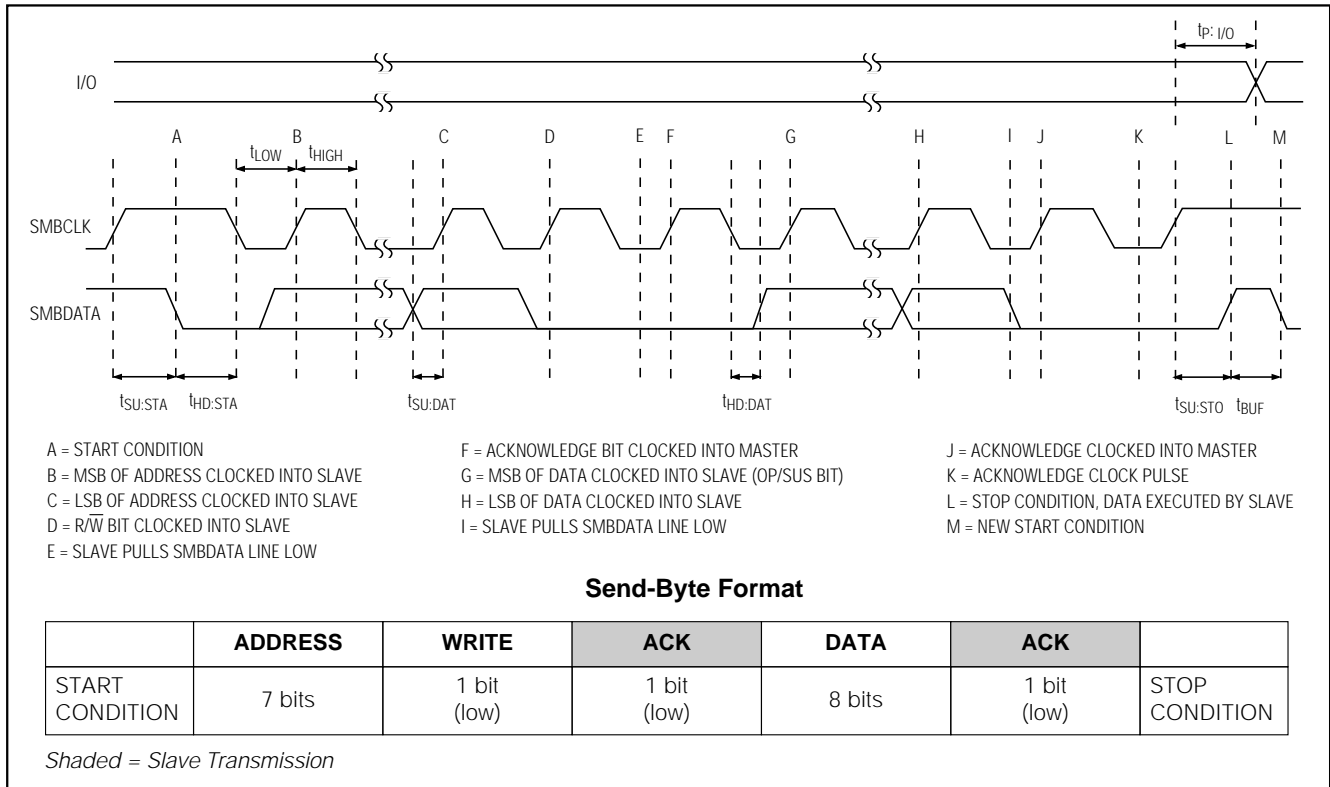 tP: I/O
I/O
A B C D E F G H I J K L M
tLOW tHIGH
SMBCLK
SMBDATA
tSU:STA tHD:STA tSU:DAT tHD:DAT tSU:STO tBUF
A = START CONDITION
B = MSB OF ADDRESS CLOCKED INTO SLAVE
C = LSB OF ADDRESS CLOCKED INTO SLAVE
D = R/W̅ BIT CLOCKED INTO SLAVE
E = SLAVE PULLS SMBDATA LINE LOW
F = ACKNOWLEDGE BIT CLOCKED INTO MASTER
G = MSB OF DATA CLOCKED INTO SLAVE (OP/SUS BIT)
H = LSB OF DATA CLOCKED INTO SLAVE
I = SLAVE PULLS SMBDATA LINE LOW
J = ACKNOWLEDGE CLOCKED INTO MASTER
K = ACKNOWLEDGE CLOCK PULSE
L = STOP CONDITION, DATA EXECUTED BY SLAVE
M = NEW START CONDITION
Send-Byte Format
ADDRESS WRITE ACK DATA ACK
START CONDITION 7 bits 1 bit (low) 1 bit (low) 8 bits 1 bit (low) STOP CONDITION
Shaded = Slave Transmission